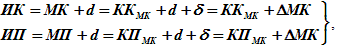 ИК = МК + d = КК_МК + d + δ = КК_МК + ΔМК
ИП = МП + d = КП_МК + d + δ = КП_МК + ΔМК },